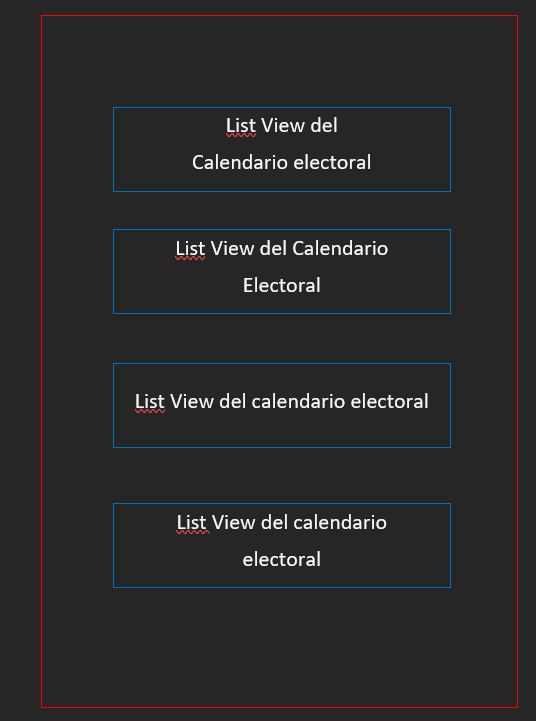 List View del
Calendario electoral
List View del Calendario
Electoral
List View del calendario electoral
List View del calendario
electoral